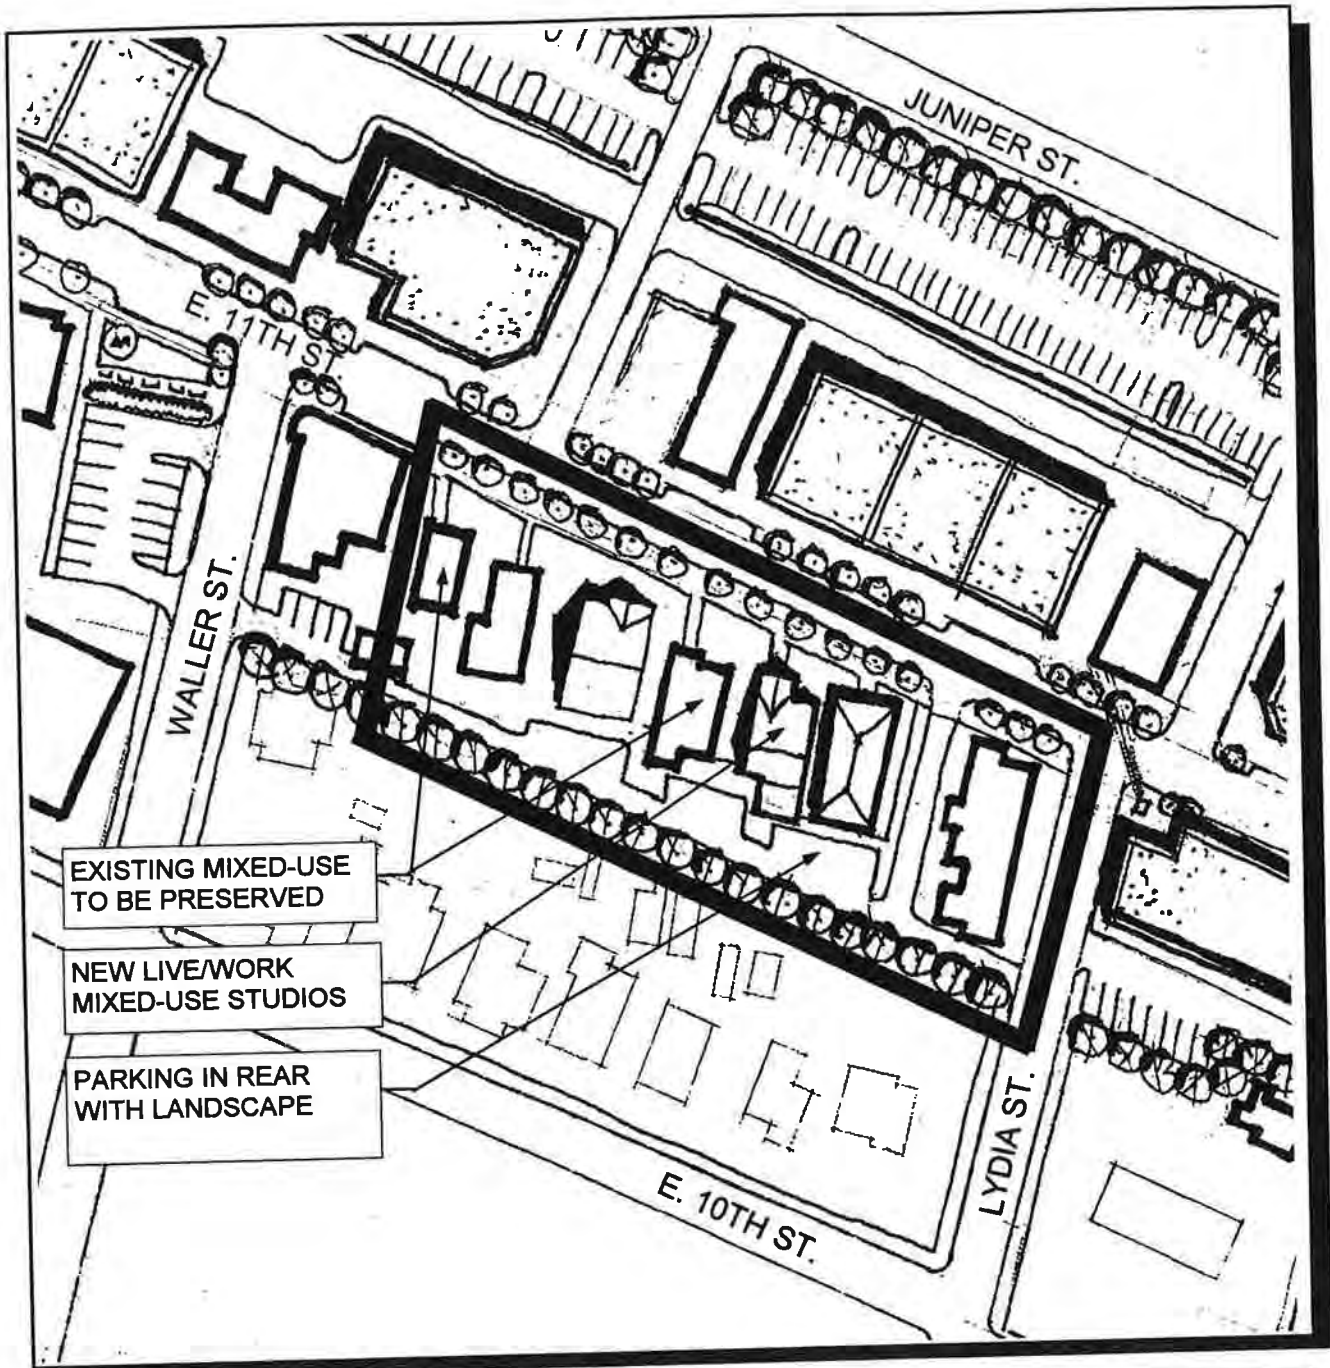 JUNIPER ST.
E. 11TH ST
WALLER ST.
EXISTING MIXED-USE
TO BE PRESERVED
NEW LIVE/WORK
MIXED-USE STUDIOS
PARKING IN REAR
WITH LANDSCAPE
LYDIA ST.
E. 10TH ST.